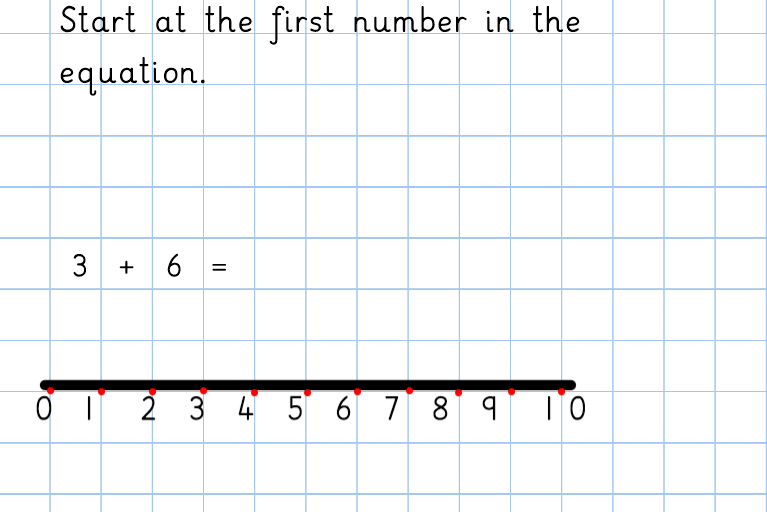 Start at the first number in the
equation.
3 + 6 =
0 1 2 3 4 5 6 7 8 9 10